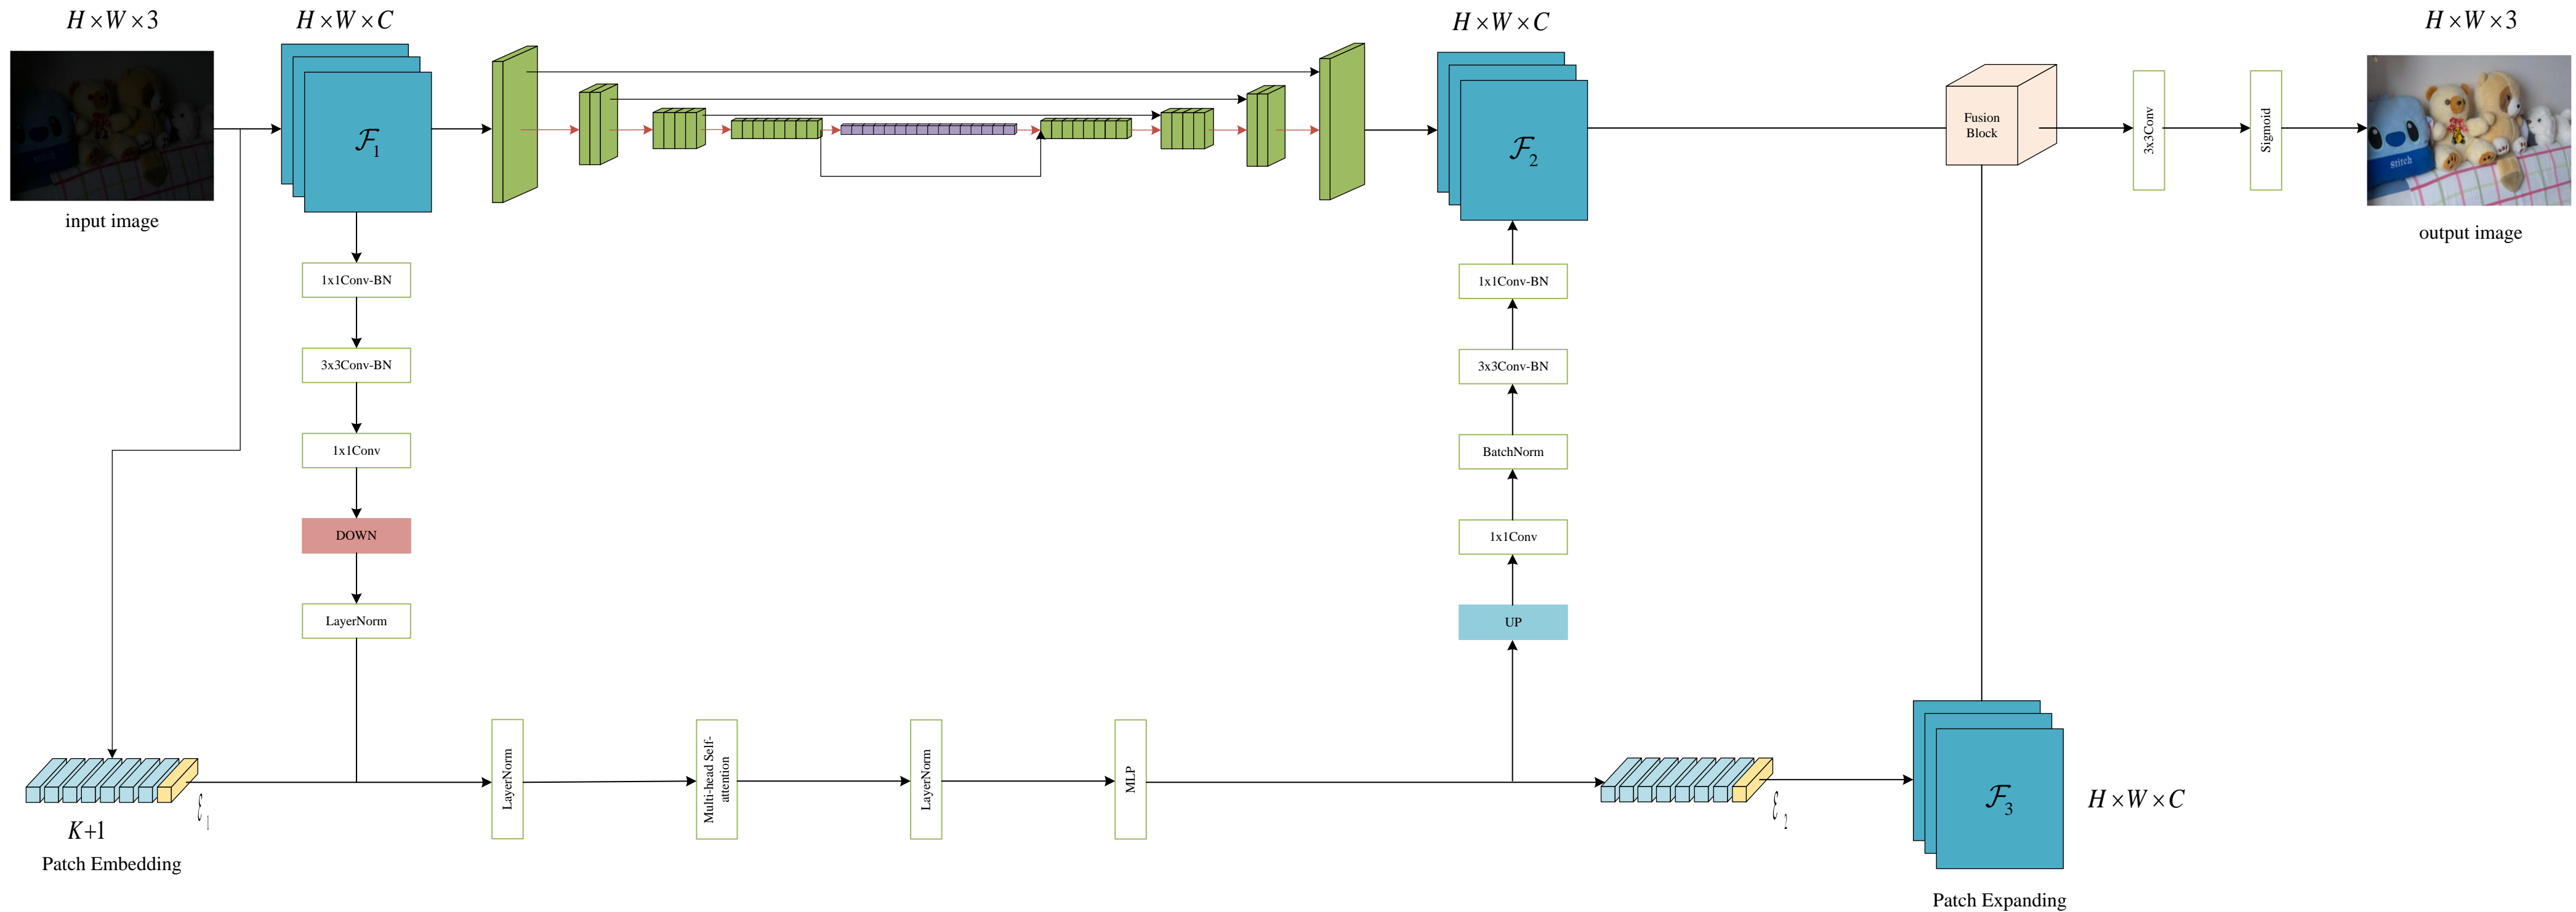 H×W×3
H×W×C
H×W×C
H×W×3
input image
F1
F2
Fusion
Block
3x3Conv
Sigmoid
stitch
output image
1x1Conv-BN
3x3Conv-BN
1x1Conv
DOWN
LayerNorm
1x1Conv-BN
3x3Conv-BN
BatchNorm
1x1Conv
UP
K+1
Patch Embedding
ε1
LayerNorm
Multi-head Self-
attention
LayerNorm
MLP
ε2
F3
H×W×C
Patch Expanding